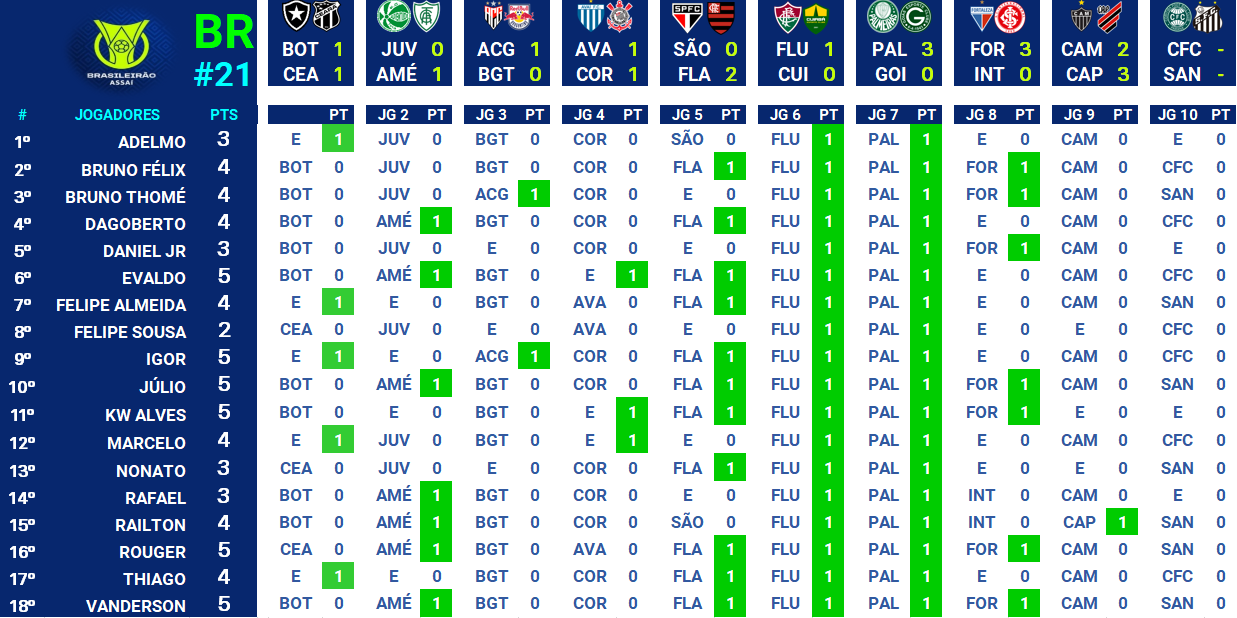 BR
#21
BRASILEIRÃO
ASSAÍ
BOT 1 JUV 0 ACG 1 AVA 1 SÃO 0 FLU 1 PAL 3 FOR 3 CAM 2 CFC -
CEA 1 AMÉ 1 BGT 0 COR 1 FLA 2 CUI 0 GOI 0 INT 0 CAP 3 SAN -
# JOGADORES PTS PT JG 2 PT JG 3 PT JG 4 PT JG 5 PT JG 6 PT JG 7 PT JG 8 PT JG 9 PT JG 10 PT
1º ADELMO 3 E 1 JUV 0 BGT 0 COR 0 SÃO 0 FLU 1 PAL 1 E 0 CAM 0 E 0
2º BRUNO FÉLIX 4 BOT 0 JUV 0 BGT 0 COR 0 FLA 1 FLU 1 PAL 1 FOR 1 CAM 0 CFC 0
3º BRUNO THOMÉ 4 BOT 0 JUV 0 ACG 1 COR 0 E 0 FLU 1 PAL 1 FOR 1 CAM 0 SAN 0
4º DAGOBERTO 4 BOT 0 AMÉ 1 BGT 0 COR 0 FLA 1 FLU 1 PAL 1 E 0 CAM 0 CFC 0
5º DANIEL JR 3 BOT 0 JUV 0 E 0 COR 0 E 0 FLU 1 PAL 1 FOR 1 CAM 0 E 0
6º EVALDO 5 BOT 0 AMÉ 1 BGT 0 E 1 FLA 1 FLU 1 PAL 1 E 0 CAM 0 CFC 0
7º FELIPE ALMEIDA 4 E 1 E 0 BGT 0 AVA 0 FLA 1 FLU 1 PAL 1 E 0 CAM 0 SAN 0
8º FELIPE SOUSA 2 CEA 0 JUV 0 E 0 AVA 0 E 0 FLU 1 PAL 1 E 0 E 0 CFC 0
9º IGOR 5 E 1 E 0 ACG 1 COR 0 FLA 1 FLU 1 PAL 1 E 0 CAM 0 CFC 0
10º JÚLIO 5 BOT 0 AMÉ 1 BGT 0 COR 0 FLA 1 FLU 1 PAL 1 FOR 1 CAM 0 SAN 0
11º KW ALVES 5 BOT 0 E 0 BGT 0 E 1 FLA 1 FLU 1 PAL 1 FOR 1 E 0 E 0
12º MARCELO 4 E 1 JUV 0 BGT 0 E 1 E 0 FLU 1 PAL 1 E 0 CAM 0 CFC 0
13º NONATO 3 CEA 0 JUV 0 E 0 COR 0 FLA 1 FLU 1 PAL 1 E 0 E 0 SAN 0
14º RAFAEL 3 BOT 0 AMÉ 1 BGT 0 COR 0 E 0 FLU 1 PAL 1 INT 0 CAM 0 E 0
15º RAILTON 4 BOT 0 AMÉ 1 BGT 0 COR 0 SÃO 0 FLU 1 PAL 1 INT 0 CAP 1 SAN 0
16º ROUGER 5 CEA 0 AMÉ 1 BGT 0 AVA 0 FLA 1 FLU 1 PAL 1 FOR 1 CAM 0 SAN 0
17º THIAGO 4 E 1 E 0 BGT 0 COR 0 FLA 1 FLU 1 PAL 1 E 0 CAM 0 CFC 0
18º VANDERSON 5 BOT 0 AMÉ 1 BGT 0 COR 0 FLA 1 FLU 1 PAL 1 FOR 1 CAM 0 SAN 0